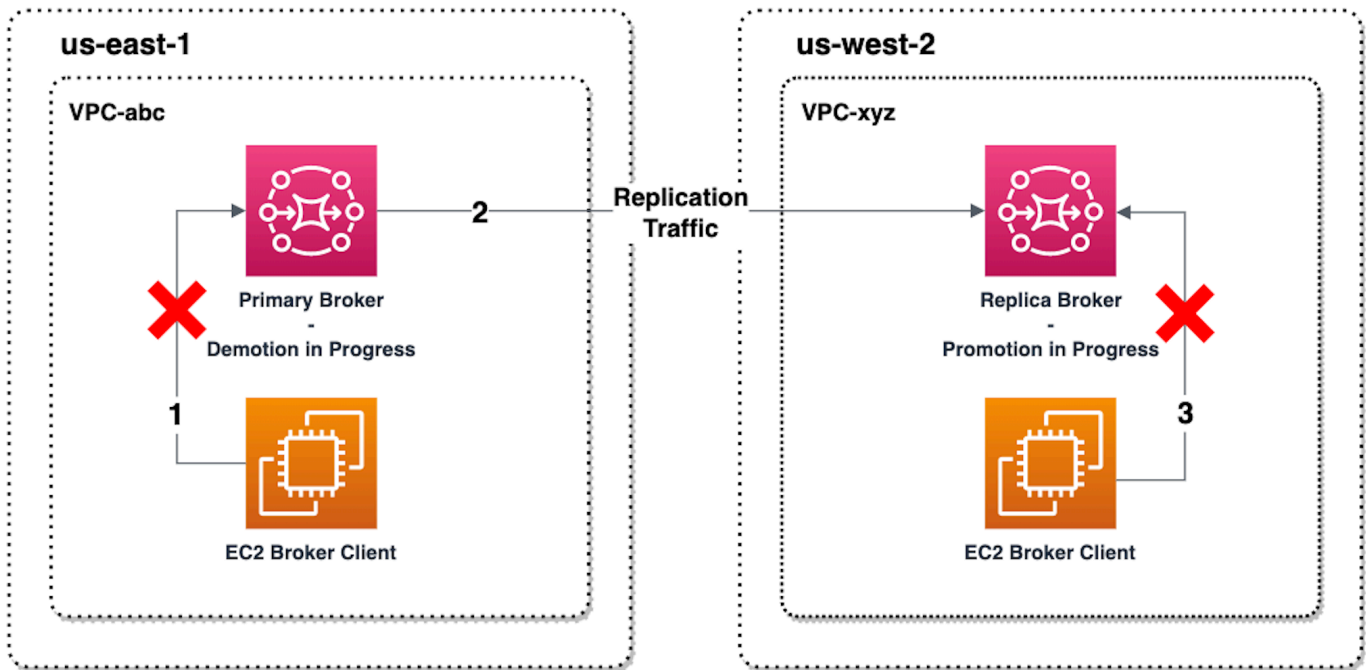 us-east-1
VPC-abc
Primary Broker
-
Demotion in Progress
1
EC2 Broker Client
2
Replication
Traffic
us-west-2
VPC-xyz
Replica Broker
-
Promotion in Progress
3
EC2 Broker Client